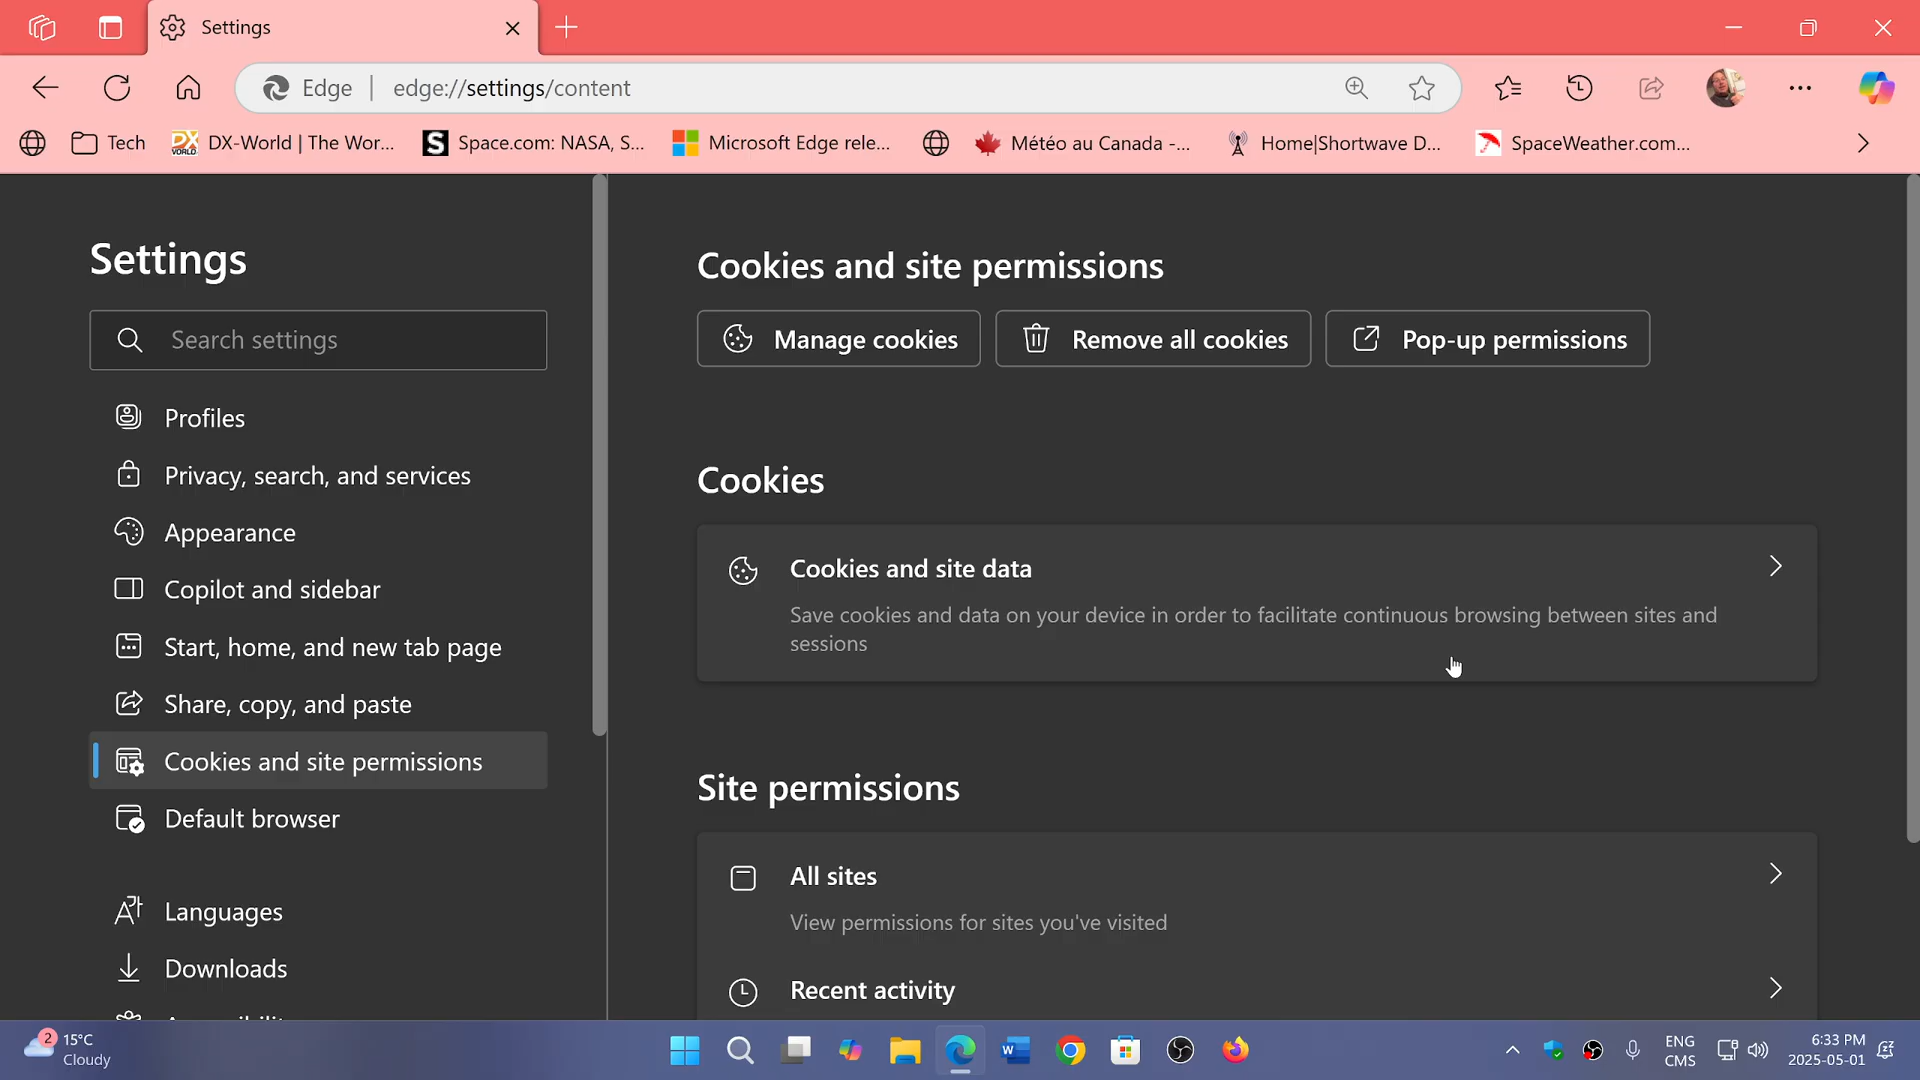 Settings
Edge
edge://settings/content
Tech
DX-World | The Wor...
Space.com: NASA, S...
Microsoft Edge rele...
Météo au Canada -...
Home|Shortwave D...
SpaceWeather.com...
Settings
Search settings
Profiles
Privacy, search, and services
Appearance
Copilot and sidebar
Start, home, and new tab page
Share, copy, and paste
Cookies and site permissions
Default browser
Languages
Downloads
Cookies and site permissions
Manage cookies
Remove all cookies
Pop-up permissions
Cookies
Cookies and site data
Save cookies and data on your device in order to facilitate continuous browsing between sites and
sessions
Site permissions
All sites
View permissions for sites you've visited
Recent activity
2
15°C
Cloudy
ENG
CMS
6:33 PM
2025-05-01